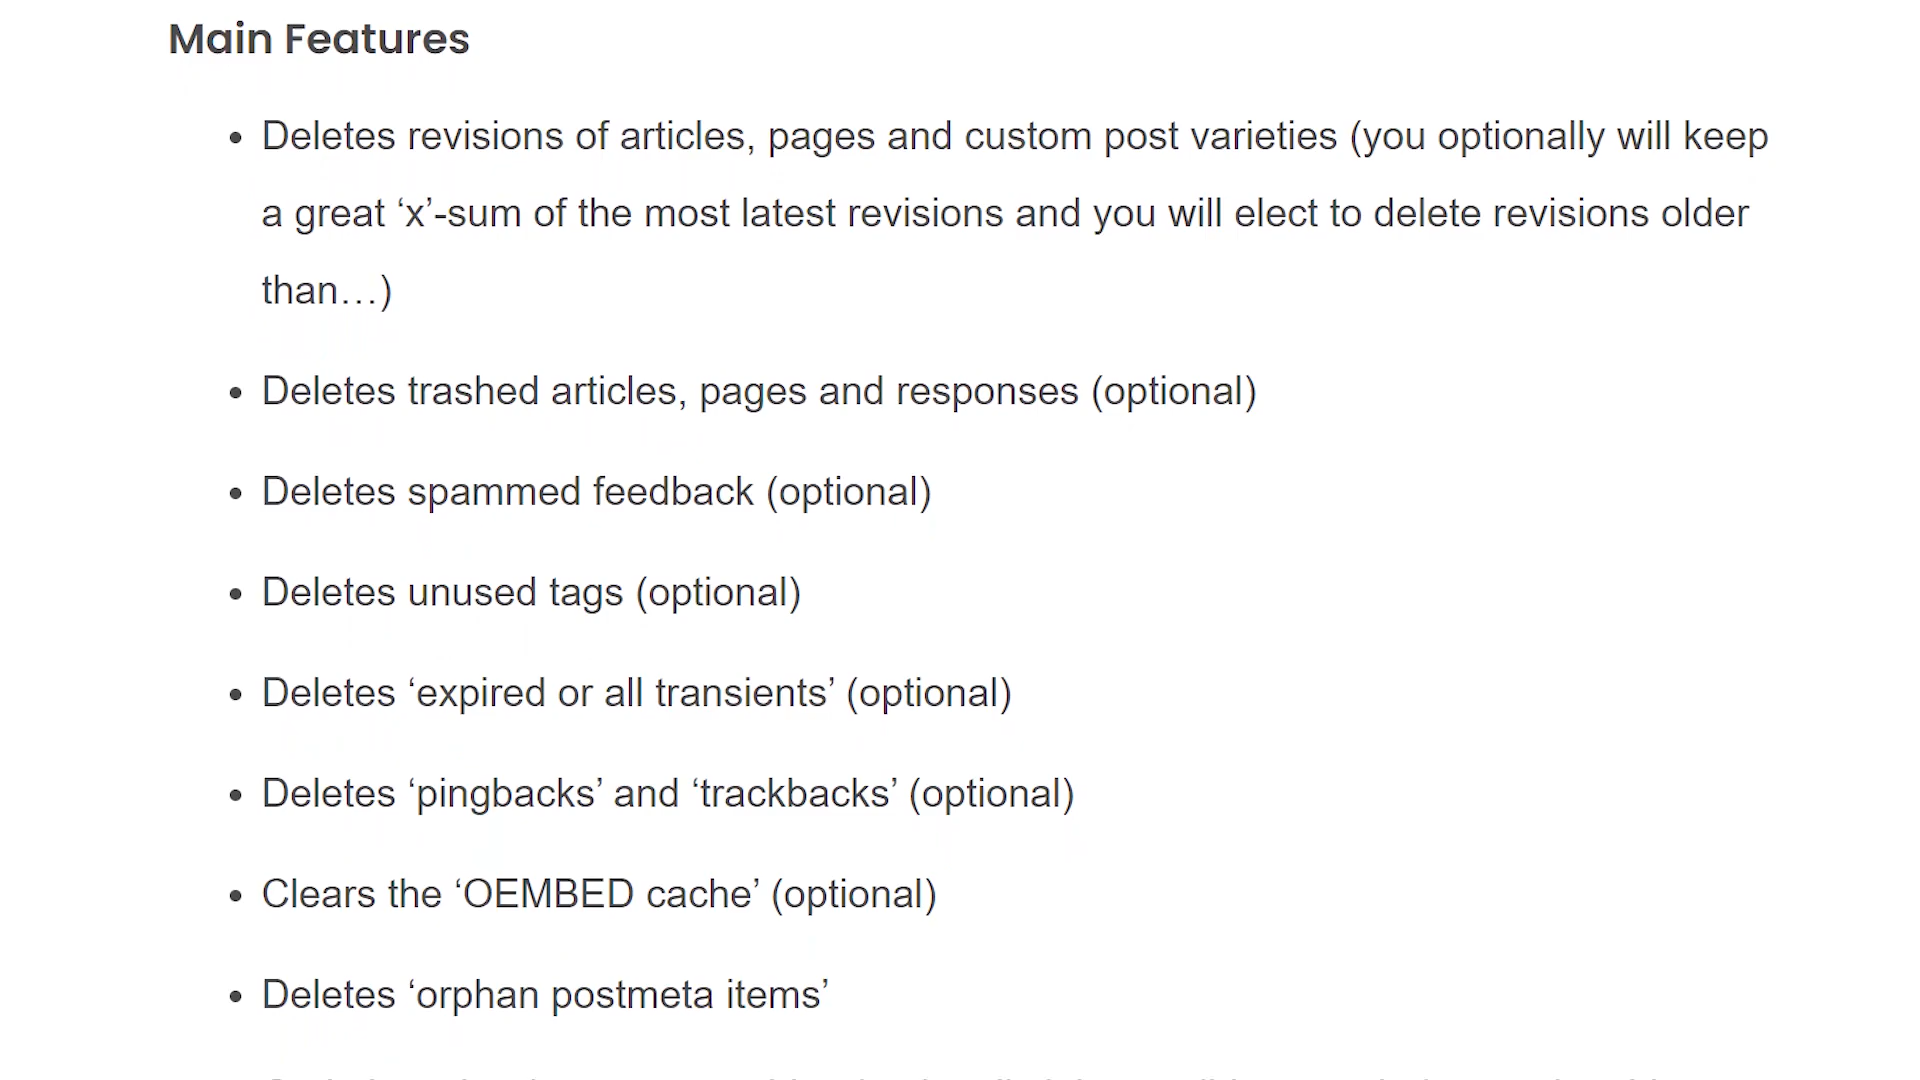 Main Features
• Deletes revisions of articles, pages and custom post varieties (you optionally will keep
a great ‘x’-sum of the most latest revisions and you will elect to delete revisions older
than…)
• Deletes trashed articles, pages and responses (optional)
• Deletes spammed feedback (optional)
• Deletes unused tags (optional)
• Deletes ‘expired or all transients’ (optional)
• Deletes ‘pingbacks’ and ‘trackbacks’ (optional)
• Clears the ‘OEMBED cache’ (optional)
• Deletes ‘orphan postmeta items’